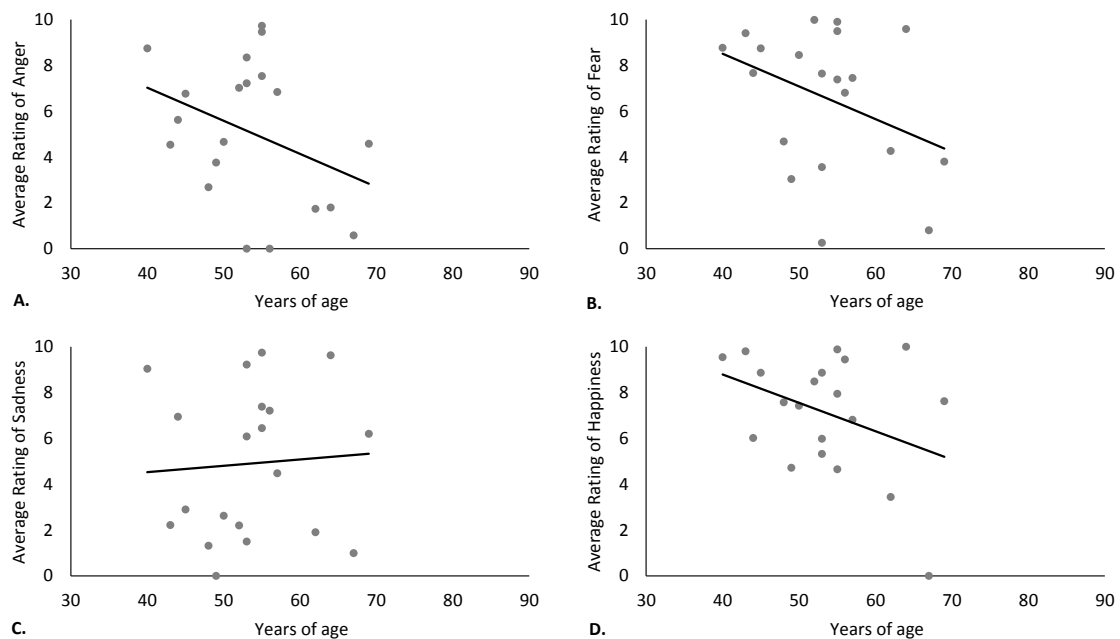 Average Rating of Anger
10
8
6
4
2
0
30 40 50 60 70 80 90
A. Years of age
Average Rating of Fear
10
8
6
4
2
0
30 40 50 60 70 80 90
B. Years of age
Average Rating of Sadness
10
8
6
4
2
0
30 40 50 60 70 80 90
C. Years of age
Average Rating of Happiness
10
8
6
4
2
0
30 40 50 60 70 80 90
D. Years of age